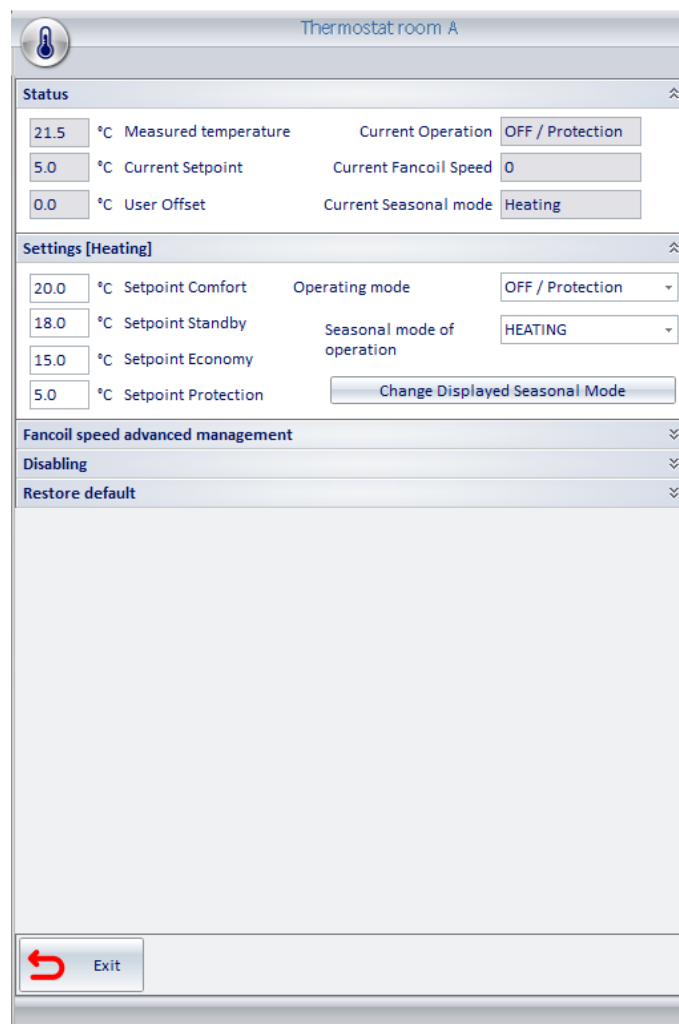 Thermostat room A
Status
21.5 °C Measured temperature Current Operation OFF / Protection
5.0 °C Current Setpoint Current Fancoil Speed 0
0.0 °C User Offset Current Seasonal mode Heating
Settings [Heating]
20.0 °C Setpoint Comfort Operating mode OFF / Protection
18.0 °C Setpoint Standby Seasonal mode of HEATING
operation
15.0 °C Setpoint Economy
5.0 °C Setpoint Protection Change Displayed Seasonal Mode
Fancoil speed advanced management
Disabling
Restore default
Exit